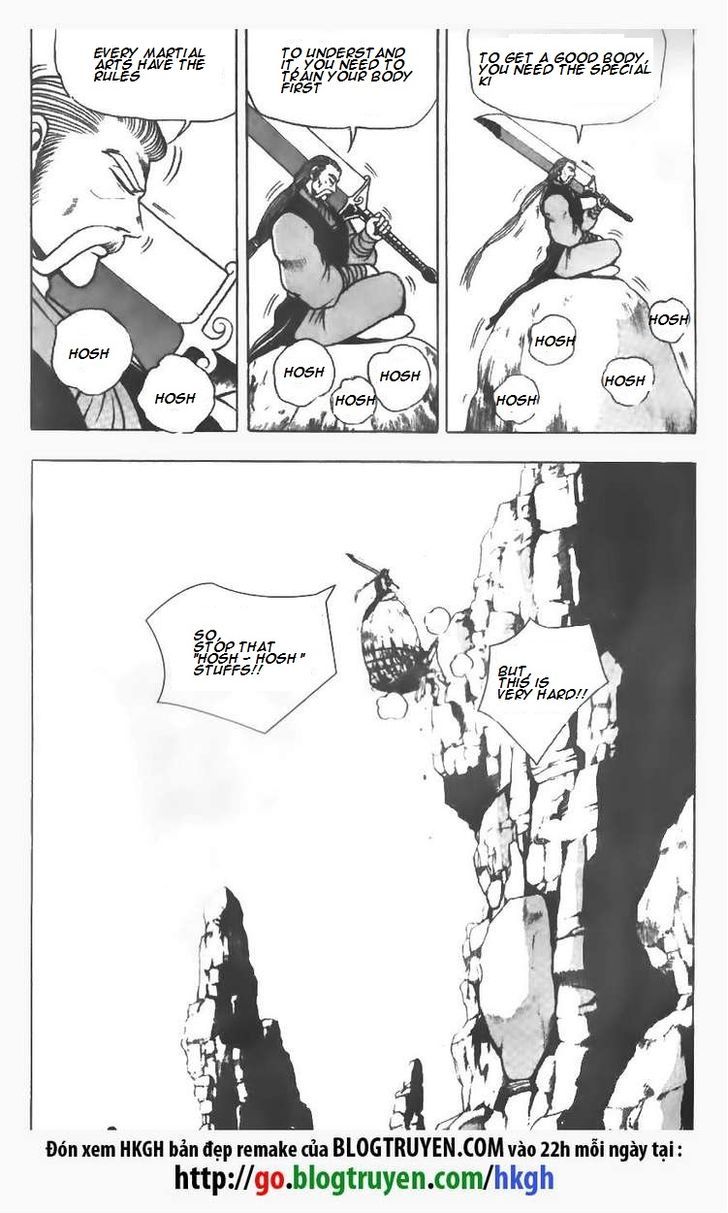 EVERY MARTIAL
ARTS HAVE THE
RULES
TO UNDERSTAND
IT, YOU NEED TO
TRAIN YOUR BODY
FIRST
TO GET A GOOD BODY,
YOU NEED THE SPECIAL
KI
HOSH
HOSH
HOSH
HOSH
HOSH
HOSH
HOSH
HOSH
HOSH
SO,
STOP THAT
"HOSH - HOSH"
STUFFS!!
BUT,
THIS IS
VERY HARD!!
Đón xem HKGH bản đẹp remake của BLOGTRUYEN.COM vào 22h mỗi ngày tại :
http://go.blogtruyen.com/hkgh